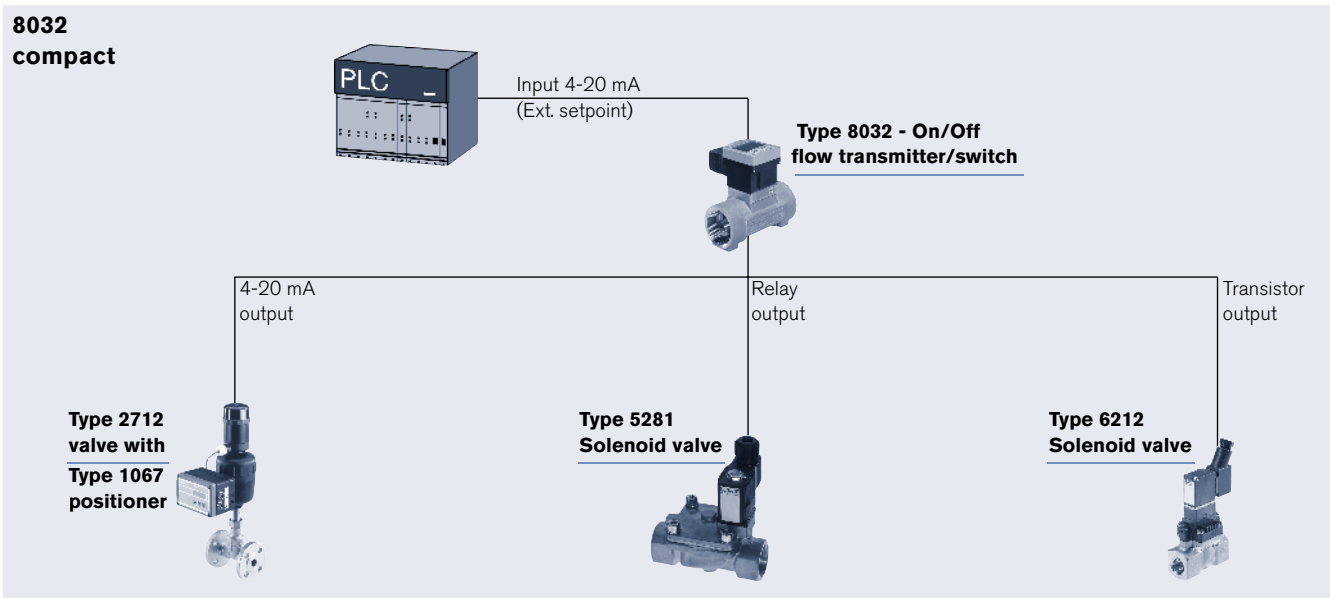 8032
compact
PLC
Input 4-20 mA
(Ext. setpoint)
Type 8032 - On/Off
flow transmitter/switch
4-20 mA
output
Relay
output
Transistor
output
Type 2712
valve with
Type 1067
positioner
Type 5281
Solenoid valve
Type 6212
Solenoid valve